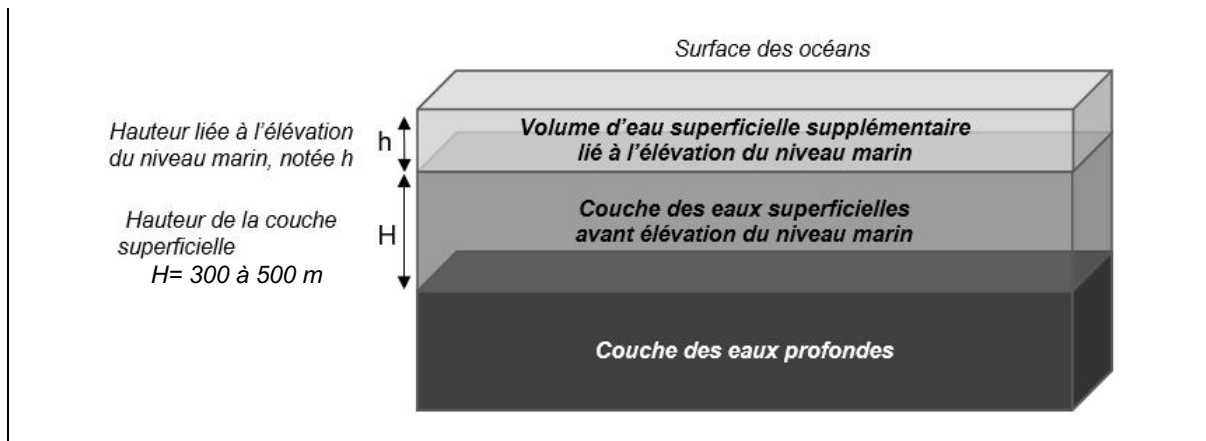 Surface des océans
Hauteur liée à l'élévation
du niveau marin, notée h
h
Volume d'eau superficielle supplémentaire
lié à l'élévation du niveau marin
Hauteur de la couche
superficielle
H= 300 à 500 m
H
Couche des eaux superficielles
avant élévation du niveau marin
Couche des eaux profondes